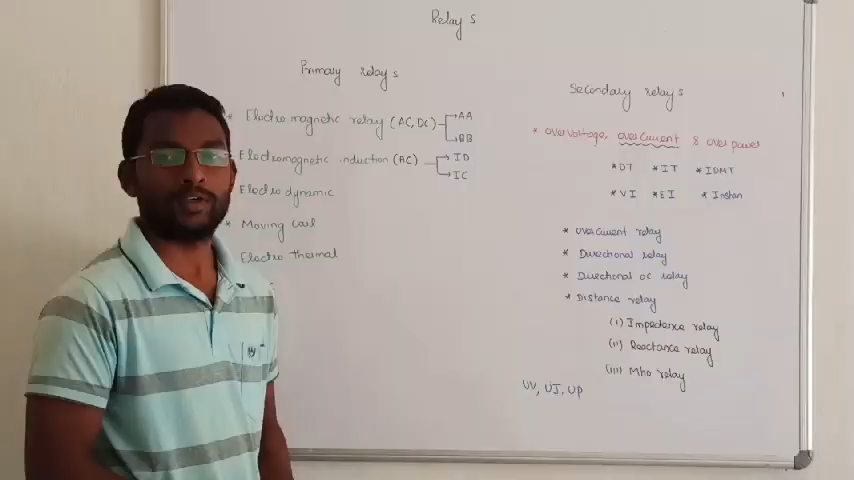 Relays
Primary relays
* Electromagnetic relay (AC, DC)
AA
BB
Electromagnetic induction (AC)
ID
IC
Electrodynamic
* Moving coil
Electro thermal
Secondary relays
* overvoltage, overcurrent & overpower
* DT * IT * IDMT
* VI * EI * Instan
* overcurrent relay
* Directional relay
* Directional oc relay
* Distance relay
(i) Impedance relay
(ii) Reactance relay
(iii) Mho relay
UV, UI, UP